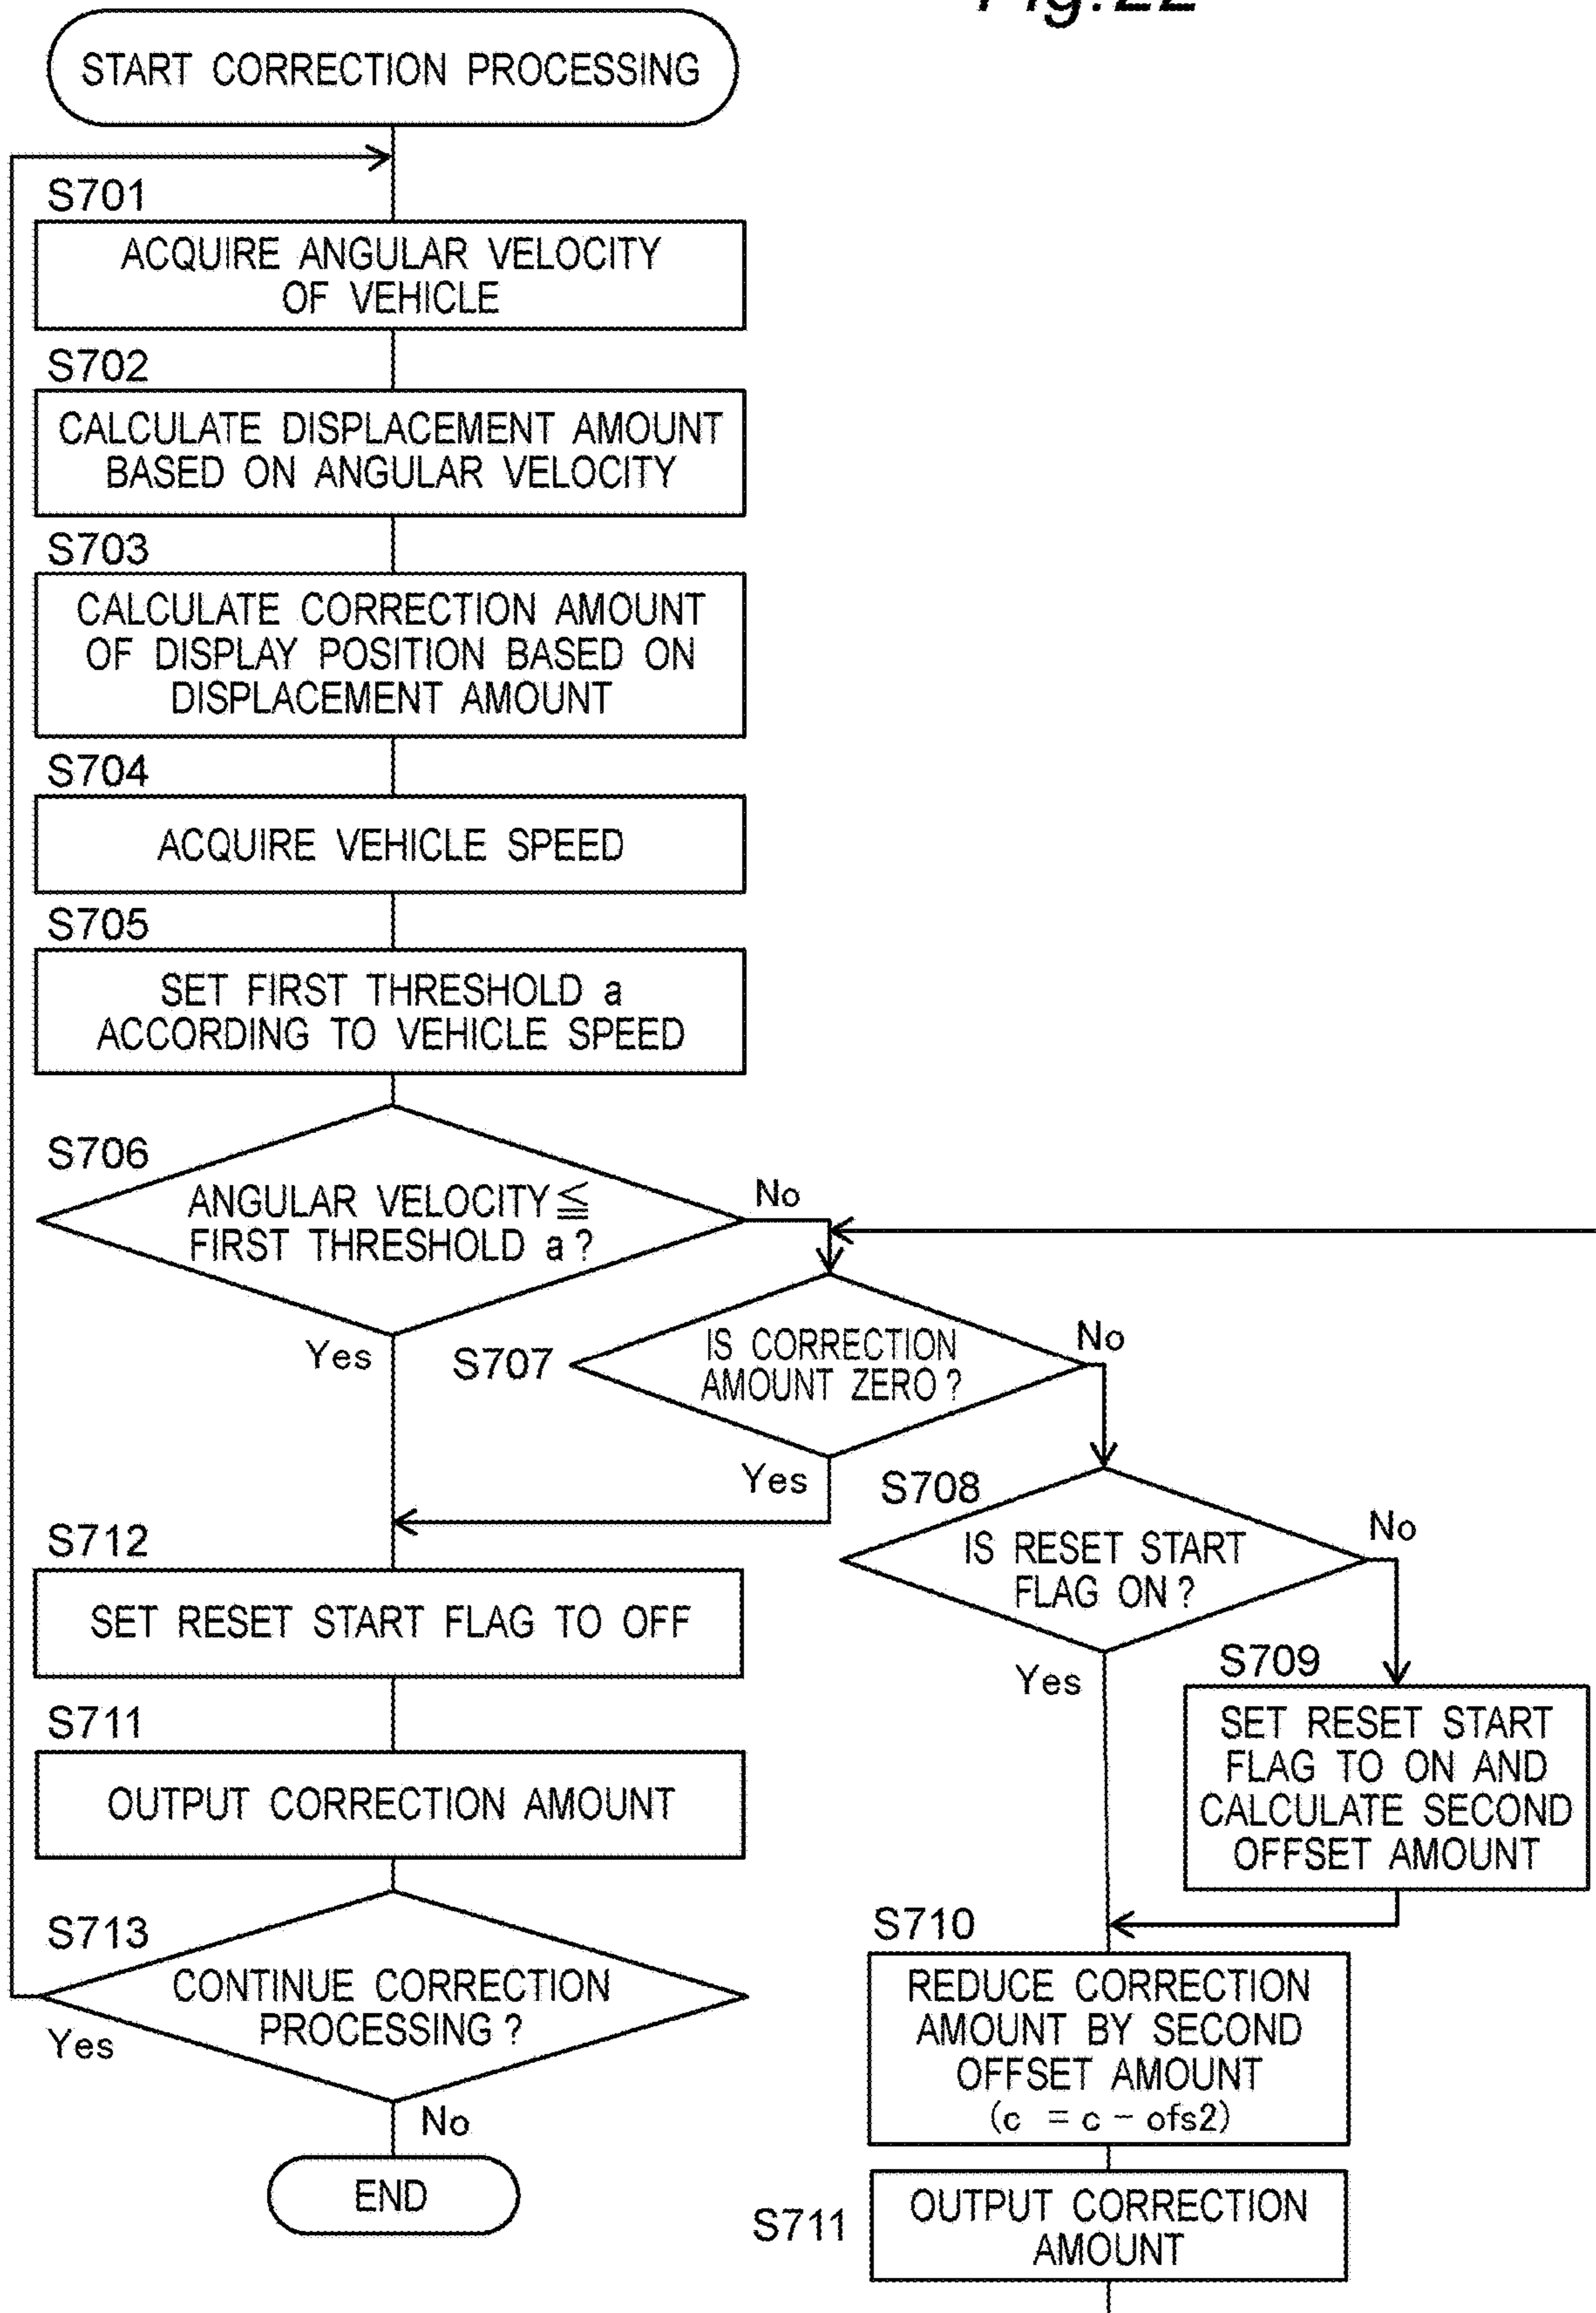 Fig.22
START CORRECTION PROCESSING
S701
ACQUIRE ANGULAR VELOCITY
OF VEHICLE
S702
CALCULATE DISPLACEMENT AMOUNT
BASED ON ANGULAR VELOCITY
S703
CALCULATE CORRECTION AMOUNT
OF DISPLAY POSITION BASED ON
DISPLACEMENT AMOUNT
S704
ACQUIRE VEHICLE SPEED
S705
SET FIRST THRESHOLD a
ACCORDING TO VEHICLE SPEED
S706
ANGULAR VELOCITY≦
FIRST THRESHOLD a?
No
Yes
S707
IS CORRECTION
AMOUNT ZERO?
No
Yes
S708
IS RESET START
FLAG ON?
No
Yes
S709
SET RESET START
FLAG TO ON AND
CALCULATE SECOND
OFFSET AMOUNT
S710
REDUCE CORRECTION
AMOUNT BY SECOND
OFFSET AMOUNT
(c = c - ofs2)
S711
OUTPUT CORRECTION
AMOUNT
S712
SET RESET START FLAG TO OFF
S711
OUTPUT CORRECTION AMOUNT
S713
CONTINUE CORRECTION
PROCESSING?
Yes
No
END